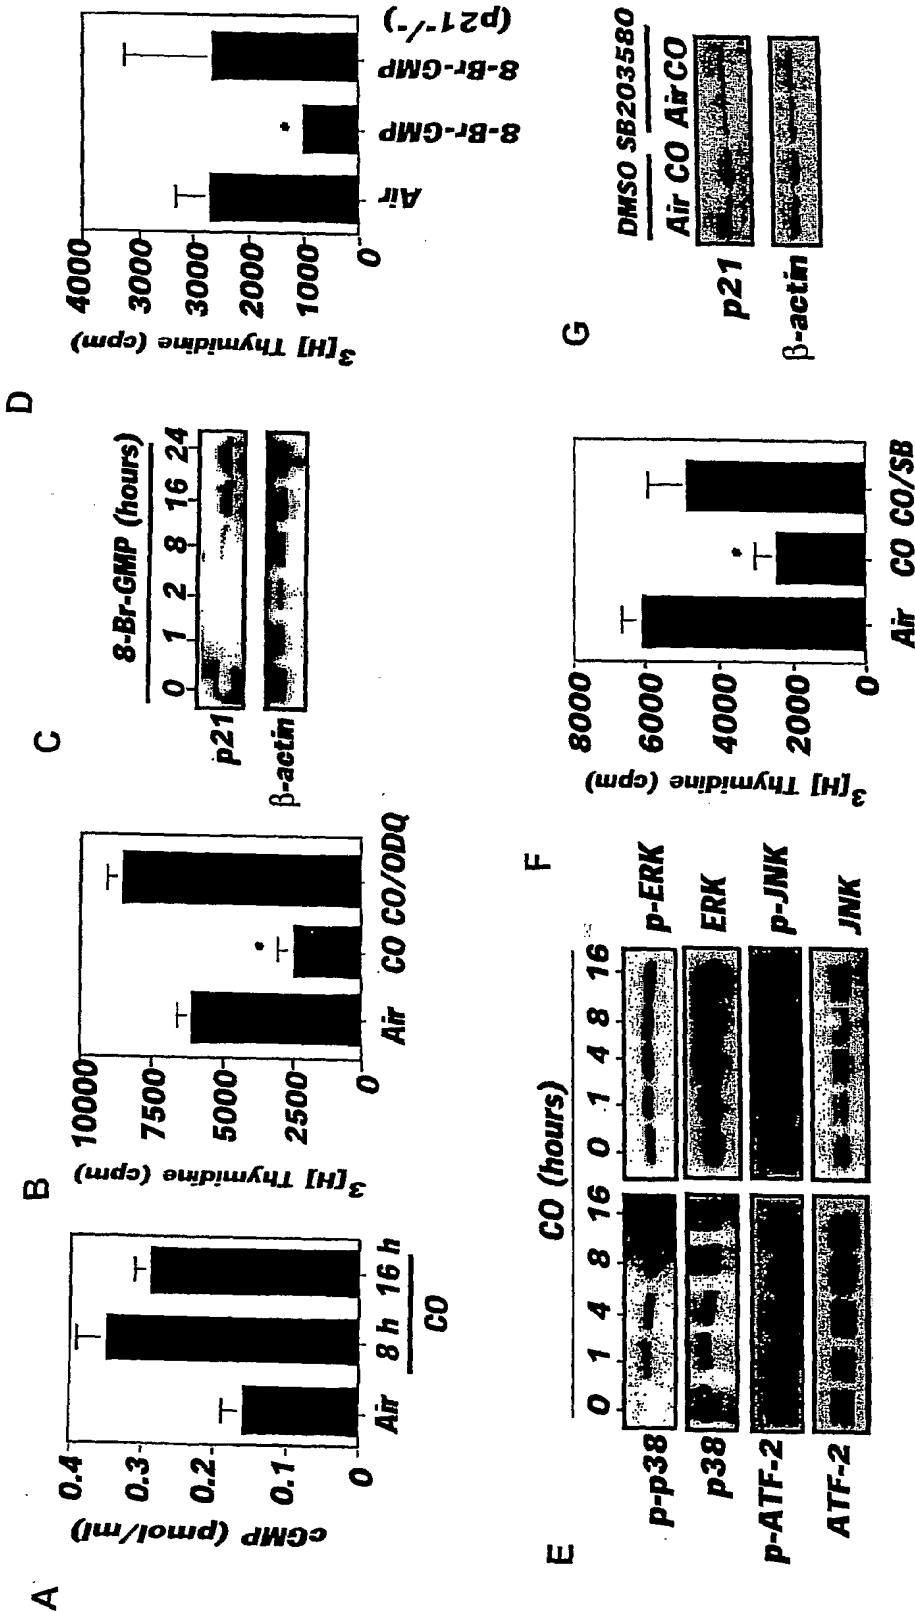 A
cGMP (pmol/ml)
0.4
0.3
0.2
0.1
0
Air
8 h
16 h
CO
B
3[H] Thymidine (cpm)
10000
7500
5000
2500
0
*
Air
CO
CO/ODQ
C
8-Br-GMP (hours)
0 1 2 8 16 24
p21
β-actin
D
3[H] Thymidine (cpm)
4000
3000
2000
1000
0
*
Air
8-Br-GMP
8-Br-GMP
(p21-/-)
E
CO (hours)
0 1 4 8 16
0 1 4 8 16
p-p38
p-ERK
p38
ERK
p-ATF-2
p-JNK
ATF-2
JNK
F
3[H] Thymidine (cpm)
8000
6000
4000
2000
0
*
Air
CO
CO/SB
G
DMSO SB203580
Air CO Air CO
p21
β-actin